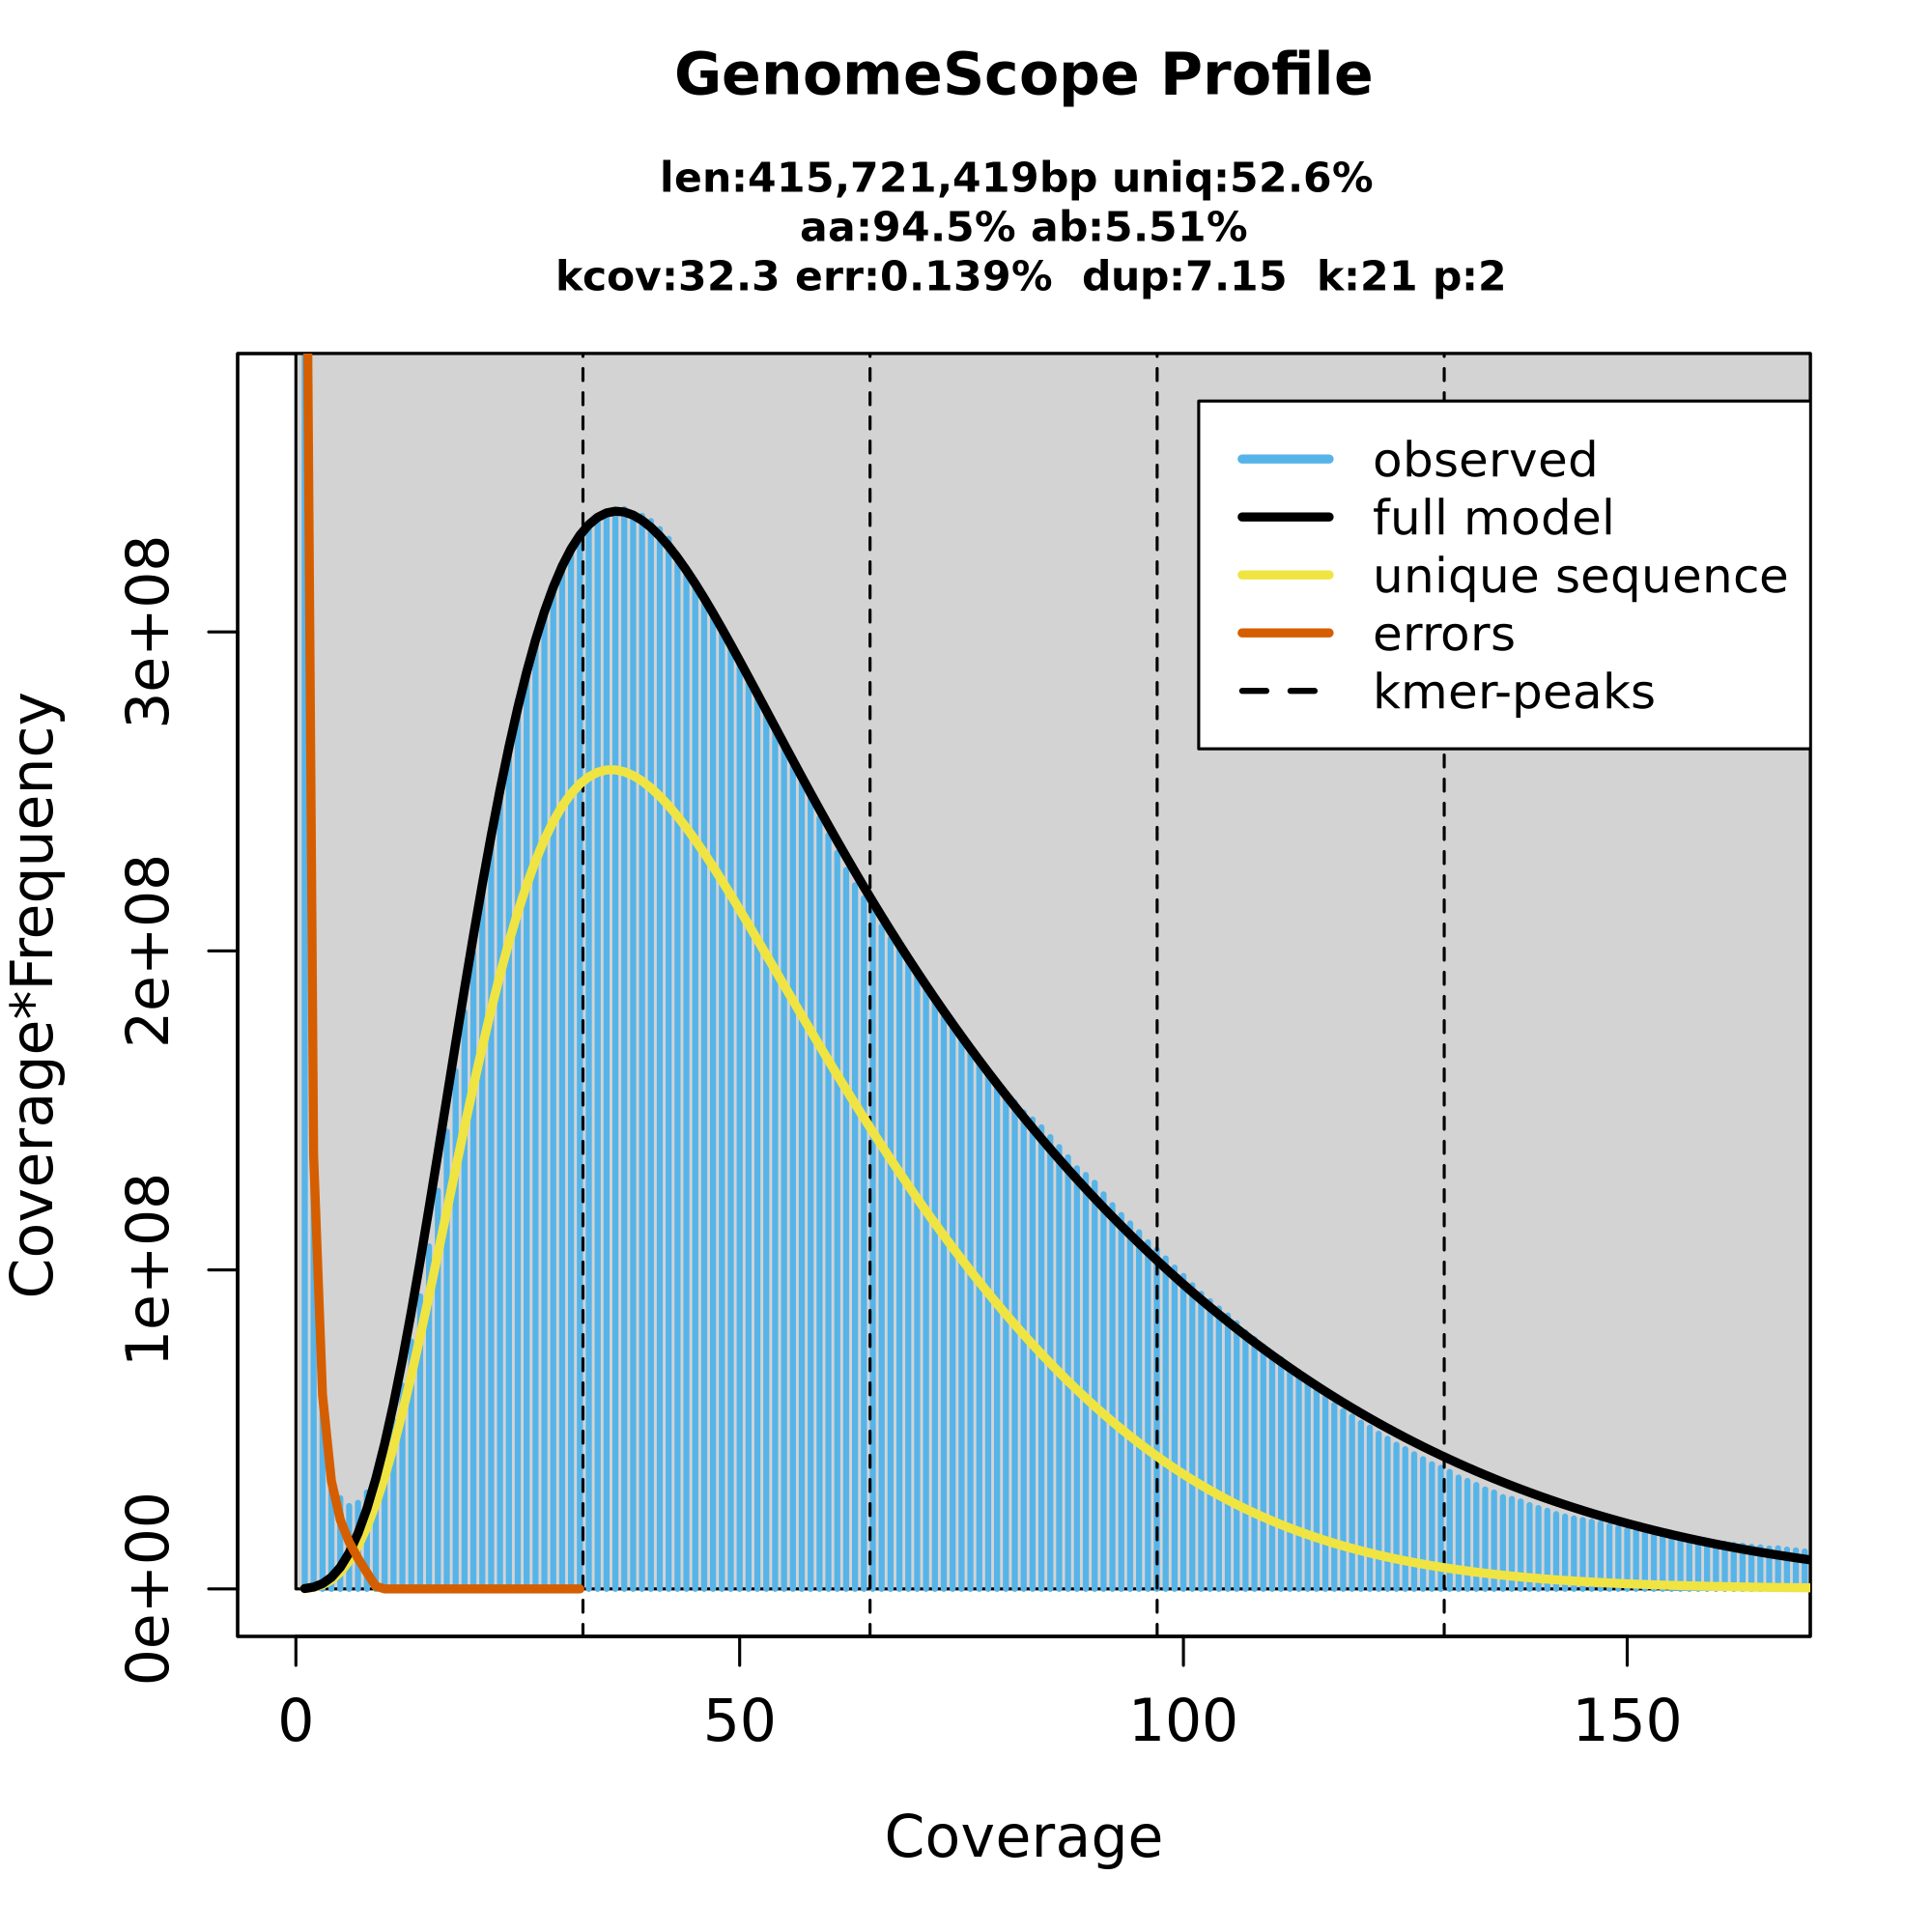 GenomeScope Profile
len:415,721,419bp uniq:52.6%
aa:94.5% ab:5.51%
kcov:32.3 err:0.139% dup:7.15 k:21 p:2
observed
full model
unique sequence
errors
kmer-peaks
Coverage*Frequency
3e+08
2e+08
1e+08
0e+00
0 50 100 150
Coverage